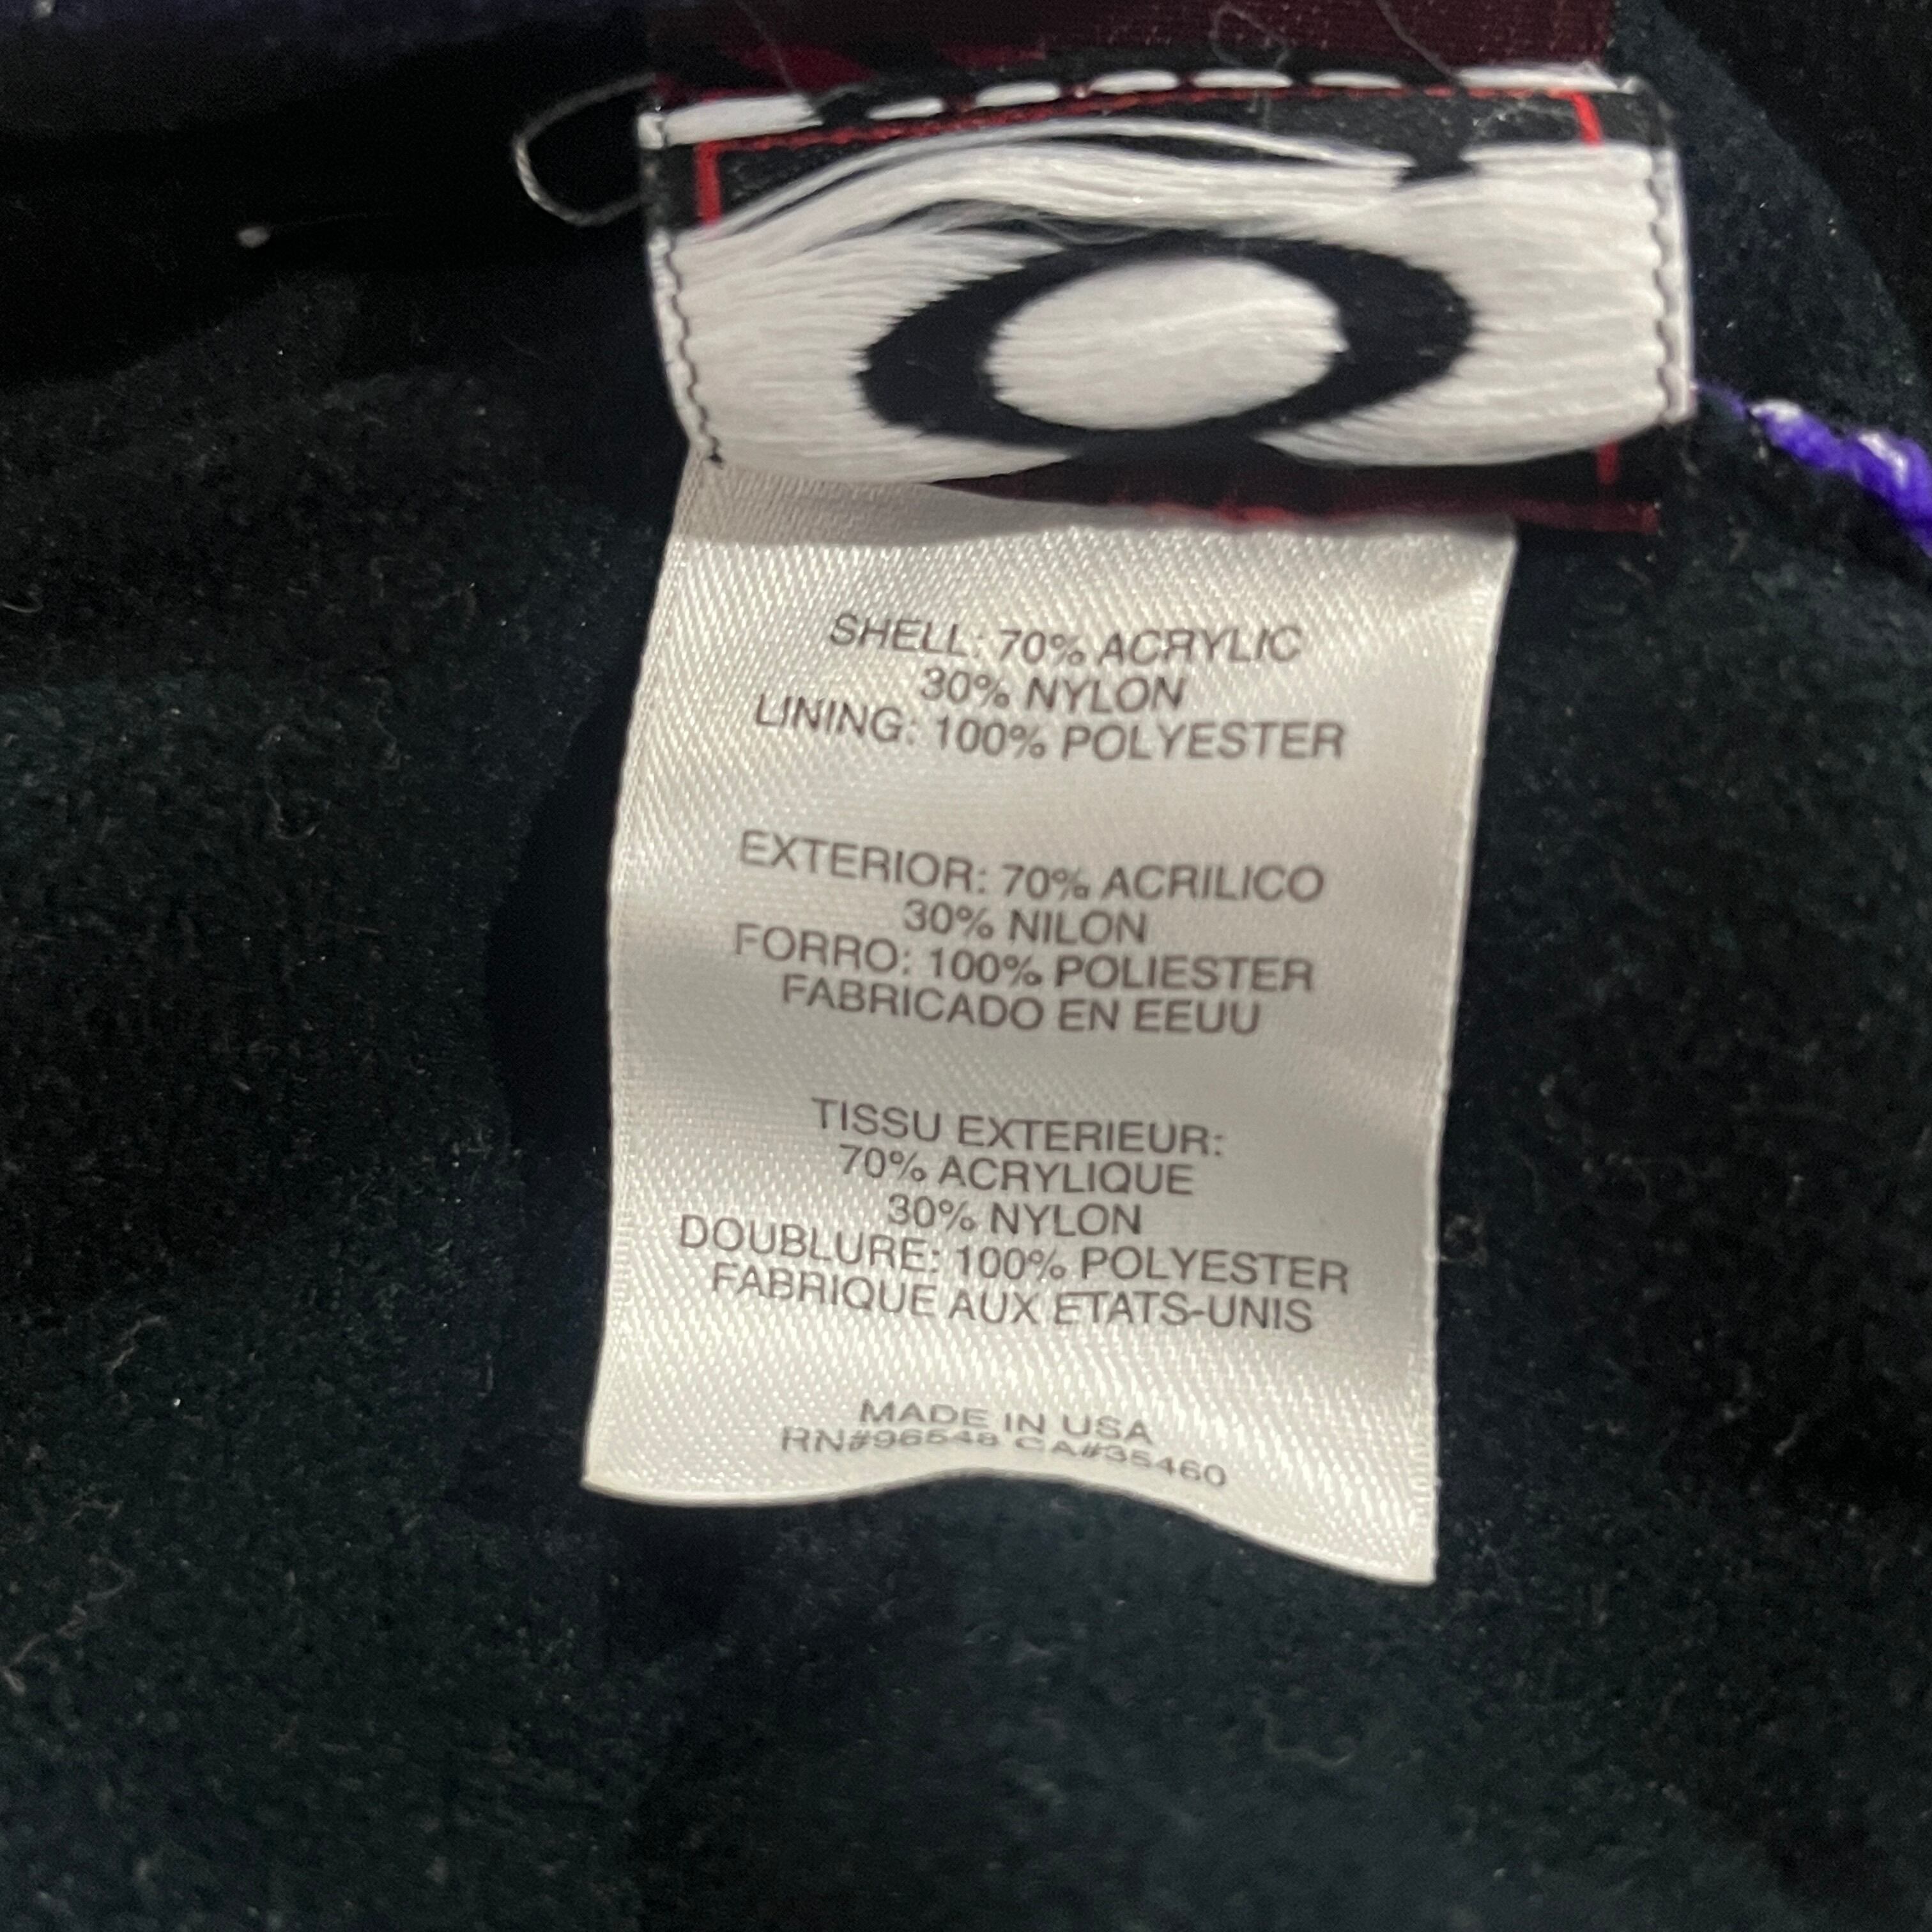 SHELL: 70% ACRYLIC
30% NYLON
LINING: 100% POLYESTER
EXTERIOR: 70% ACRILICO
30% NILON
FORRO: 100% POLIESTER
FABRICADO EN EEUU
TISSU EXTERIEUR:
70% ACRYLIQUE
30% NYLON
DOUBLURE: 100% POLYESTER
FABRIQUE AUX ETATS-UNIS
MADE IN USA
RN#96548 CA#35460